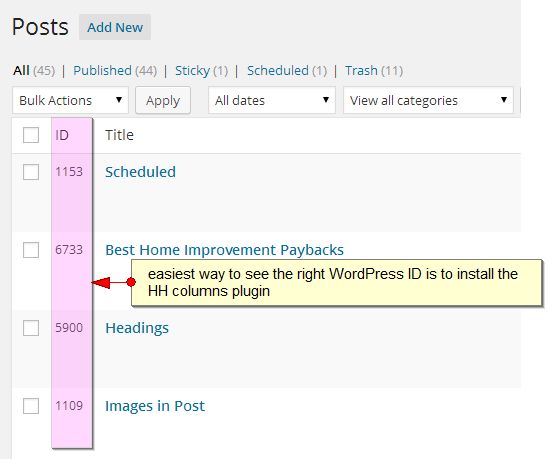 Posts Add New
All (45) | Published (44) | Sticky (1) | Scheduled (1) | Trash (11)
Bulk Actions Apply All dates View all categories
ID Title
1153 Scheduled
6733 Best Home Improvement Paybacks
easiest way to see the right WordPress ID is to install the
HH columns plugin
5900 Headings
1109 Images in Post